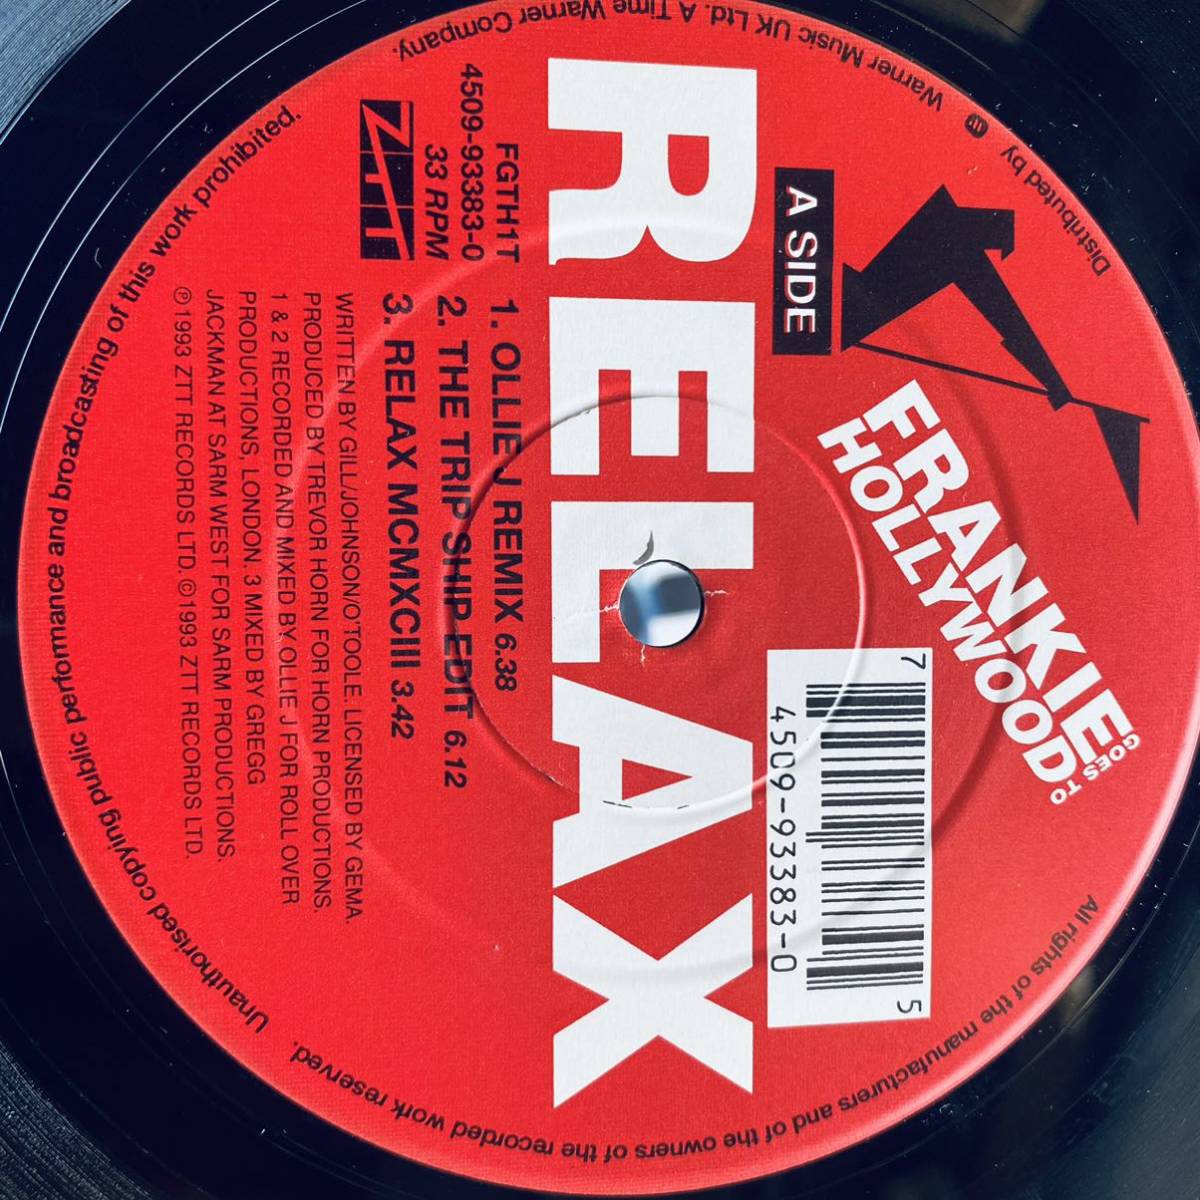 FRANKIE
GOES TO
HOLLYWOOD
A SIDE
7 45099-33830 5
4509-93383-0
RELAX
FGTH1T
4509-93383-0
33 RPM
ZTT
1. OLLIE J REMIX 6.38
2. THE TRIP SHIP EDIT 6.12
3. RELAX MCMXCIII 3.42
WRITTEN BY GILL/JOHNSON/O'TOOLE. LICENSED BY GEMA.
PRODUCED BY TREVOR HORN FOR HORN PRODUCTIONS.
1 & 2 RECORDED AND MIXED BY OLLIE J FOR ROLL OVER
PRODUCTIONS, LONDON. 3 MIXED BY GREGG
JACKMAN AT SARM WEST FOR SARM PRODUCTIONS.
℗ 1993 ZTT RECORDS LTD. © 1993 ZTT RECORDS LTD.
All rights of the manufacturers and of the owners of the recorded work reserved.
Unauthorised copying public performance and broadcasting of this work prohibited.
Distributed by Warner Music UK Ltd. A Time Warner Company.